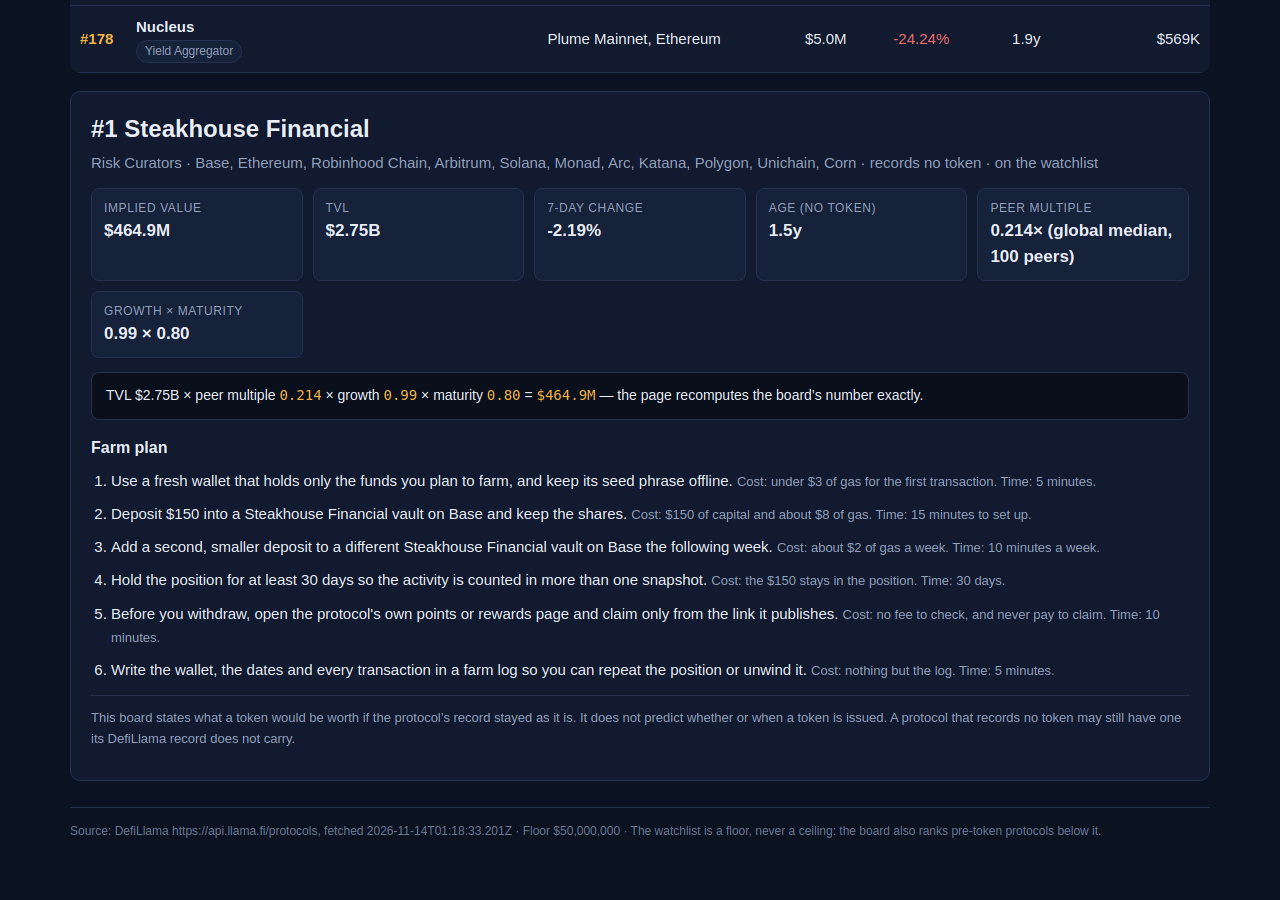 #178 Nucleus Plume Mainnet, Ethereum $5.0M -24.24% 1.9y $569K
Yield Aggregator
#1 Steakhouse Financial
Risk Curators · Base, Ethereum, Robinhood Chain, Arbitrum, Solana, Monad, Arc, Katana, Polygon, Unichain, Corn · records no token · on the watchlist
IMPLIED VALUE
$464.9M
TVL
$2.75B
7-DAY CHANGE
-2.19%
AGE (NO TOKEN)
1.5y
PEER MULTIPLE
0.214× (global median,
100 peers)
GROWTH × MATURITY
0.99 × 0.80
TVL $2.75B × peer multiple 0.214 × growth 0.99 × maturity 0.80 = $464.9M — the page recomputes the board's number exactly.
Farm plan
1. Use a fresh wallet that holds only the funds you plan to farm, and keep its seed phrase offline. Cost: under $3 of gas for the first transaction. Time: 5 minutes.
2. Deposit $150 into a Steakhouse Financial vault on Base and keep the shares. Cost: $150 of capital and about $8 of gas. Time: 15 minutes to set up.
3. Add a second, smaller deposit to a different Steakhouse Financial vault on Base the following week. Cost: about $2 of gas a week. Time: 10 minutes a week.
4. Hold the position for at least 30 days so the activity is counted in more than one snapshot. Cost: the $150 stays in the position. Time: 30 days.
5. Before you withdraw, open the protocol's own points or rewards page and claim only from the link it publishes. Cost: no fee to check, and never pay to claim. Time: 10
minutes.
6. Write the wallet, the dates and every transaction in a farm log so you can repeat the position or unwind it. Cost: nothing but the log. Time: 5 minutes.
This board states what a token would be worth if the protocol's record stayed as it is. It does not predict whether or when a token is issued. A protocol that records no token may still have one
its DefiLlama record does not carry.
Source: DefiLlama https://api.llama.fi/protocols, fetched 2026-11-14T01:18:33.201Z · Floor $50,000,000 · The watchlist is a floor, never a ceiling: the board also ranks pre-token protocols below it.